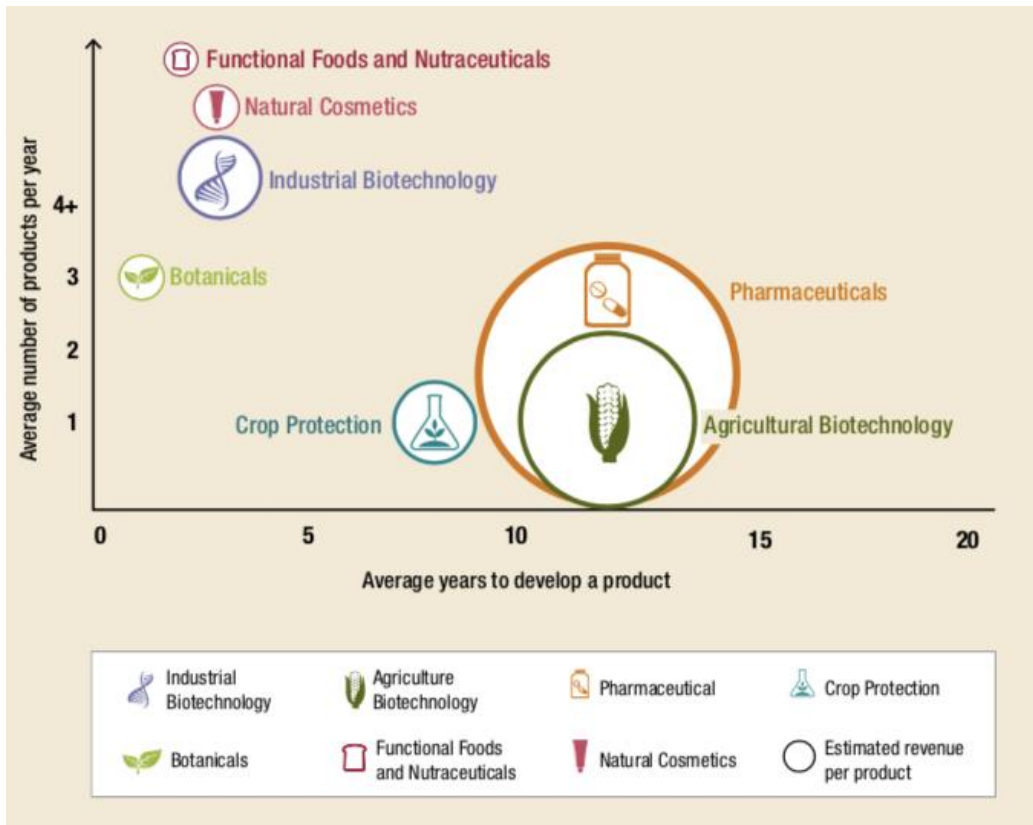 Functional Foods and Nutraceuticals
Natural Cosmetics
Industrial Biotechnology
4+
3
Botanicals
Pharmaceuticals
2
1
Crop Protection
Agricultural Biotechnology
Average number of products per year
0
5
10
15
20
Average years to develop a product
Industrial
Biotechnology
Agriculture
Biotechnology
Pharmaceutical
Crop Protection
Botanicals
Functional Foods
and Nutraceuticals
Natural Cosmetics
Estimated revenue
per product